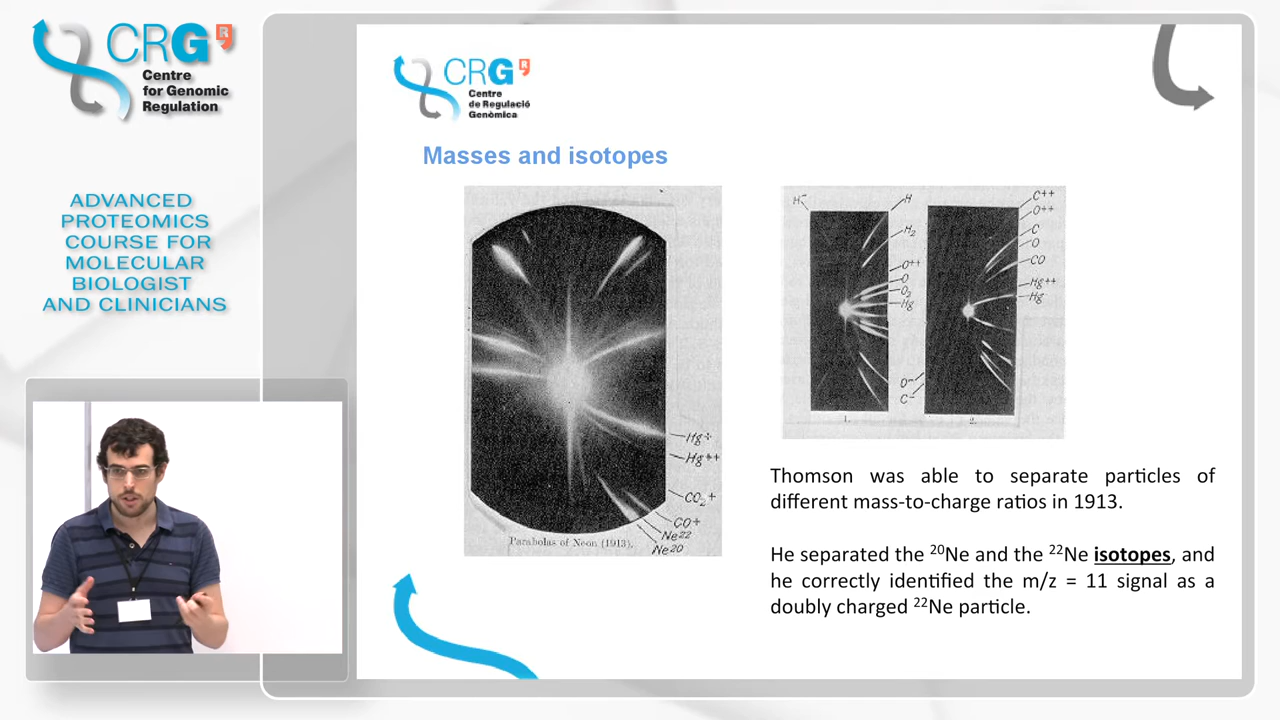 CRG
R
Centre
for Genomic
Regulation
ADVANCED
PROTEOMICS
COURSE FOR
MOLECULAR
BIOLOGIST
AND CLINICIANS
CRG
R
Centre
de Regulació
Genòmica
Masses and isotopes
Hg+
Hg++
CO₂+
CO+
Ne22
Ne20
Parabolas of Neon (1913).
H⁻
H
H₂
O++
O
O₂
Hg
1.
C++
O++
C
O
CO
Hg++
Hg
O⁻
C⁻
2.
Thomson was able to separate particles of
different mass-to-charge ratios in 1913.
He separated the ²⁰Ne and the ²²Ne isotopes, and
he correctly identified the m/z = 11 signal as a
doubly charged ²²Ne particle.